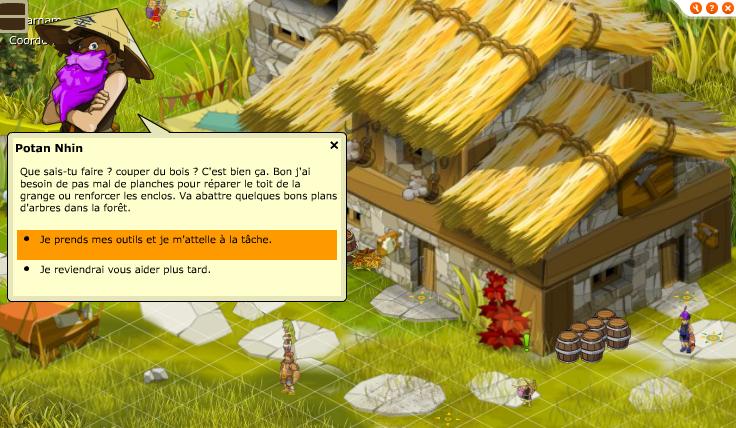 Coord
Potan Nhin
Que sais-tu faire ? couper du bois ? C'est bien ça. Bon j'ai
besoin de pas mal de planches pour réparer le toit de la
grange ou renforcer les enclos. Va abattre quelques bons plans
d'arbres dans la forêt.
Je prends mes outils et je m'attelle à la tâche.
Je reviendrai vous aider plus tard.